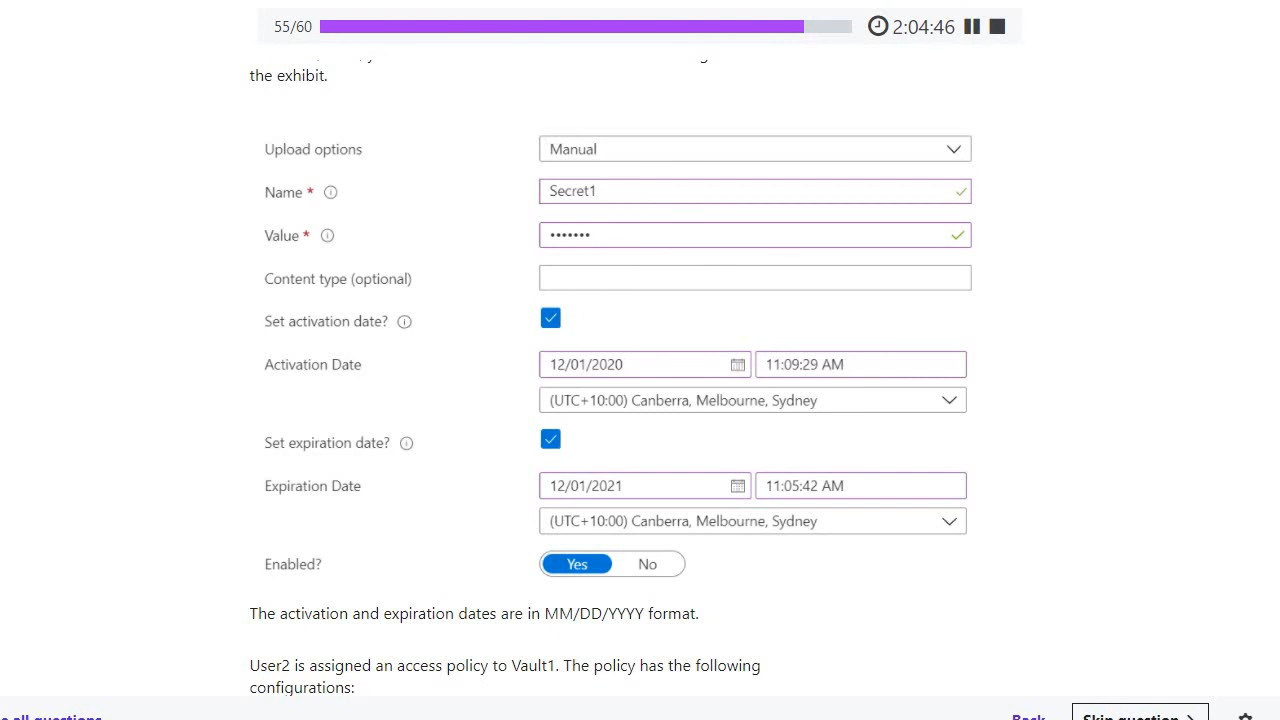 55/60
2:04:46
the exhibit.
Upload options
Manual
Name *
Secret1
Value *
•••••••
Content type (optional)
Set activation date?
Activation Date
12/01/2020
11:09:29 AM
(UTC+10:00) Canberra, Melbourne, Sydney
Set expiration date?
Expiration Date
12/01/2021
11:05:42 AM
(UTC+10:00) Canberra, Melbourne, Sydney
Enabled?
Yes
No
The activation and expiration dates are in MM/DD/YYYY format.
User2 is assigned an access policy to Vault1. The policy has the following
configurations:
all questions
Back
Skip question